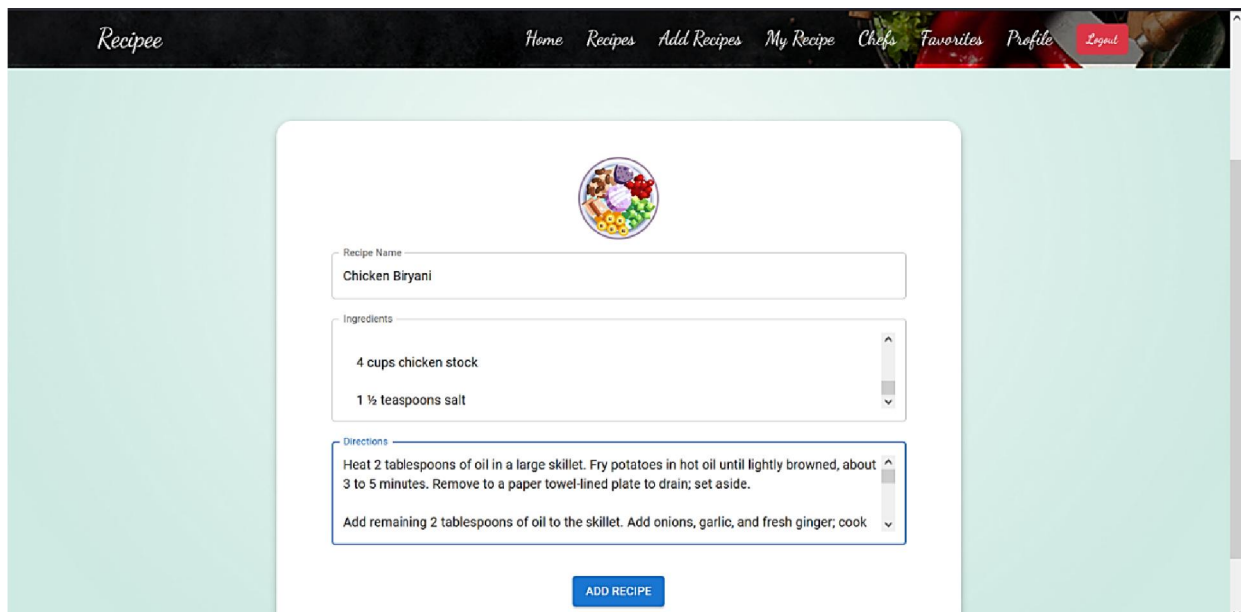 Recipee
Home Recipes Add Recipes My Recipe Chefs Favorites Profile Logout
Recipe Name
Chicken Biryani
Ingredients
4 cups chicken stock
1 ½ teaspoons salt
Directions
Heat 2 tablespoons of oil in a large skillet. Fry potatoes in hot oil until lightly browned, about
3 to 5 minutes. Remove to a paper towel-lined plate to drain; set aside.
Add remaining 2 tablespoons of oil to the skillet. Add onions, garlic, and fresh ginger; cook
ADD RECIPE